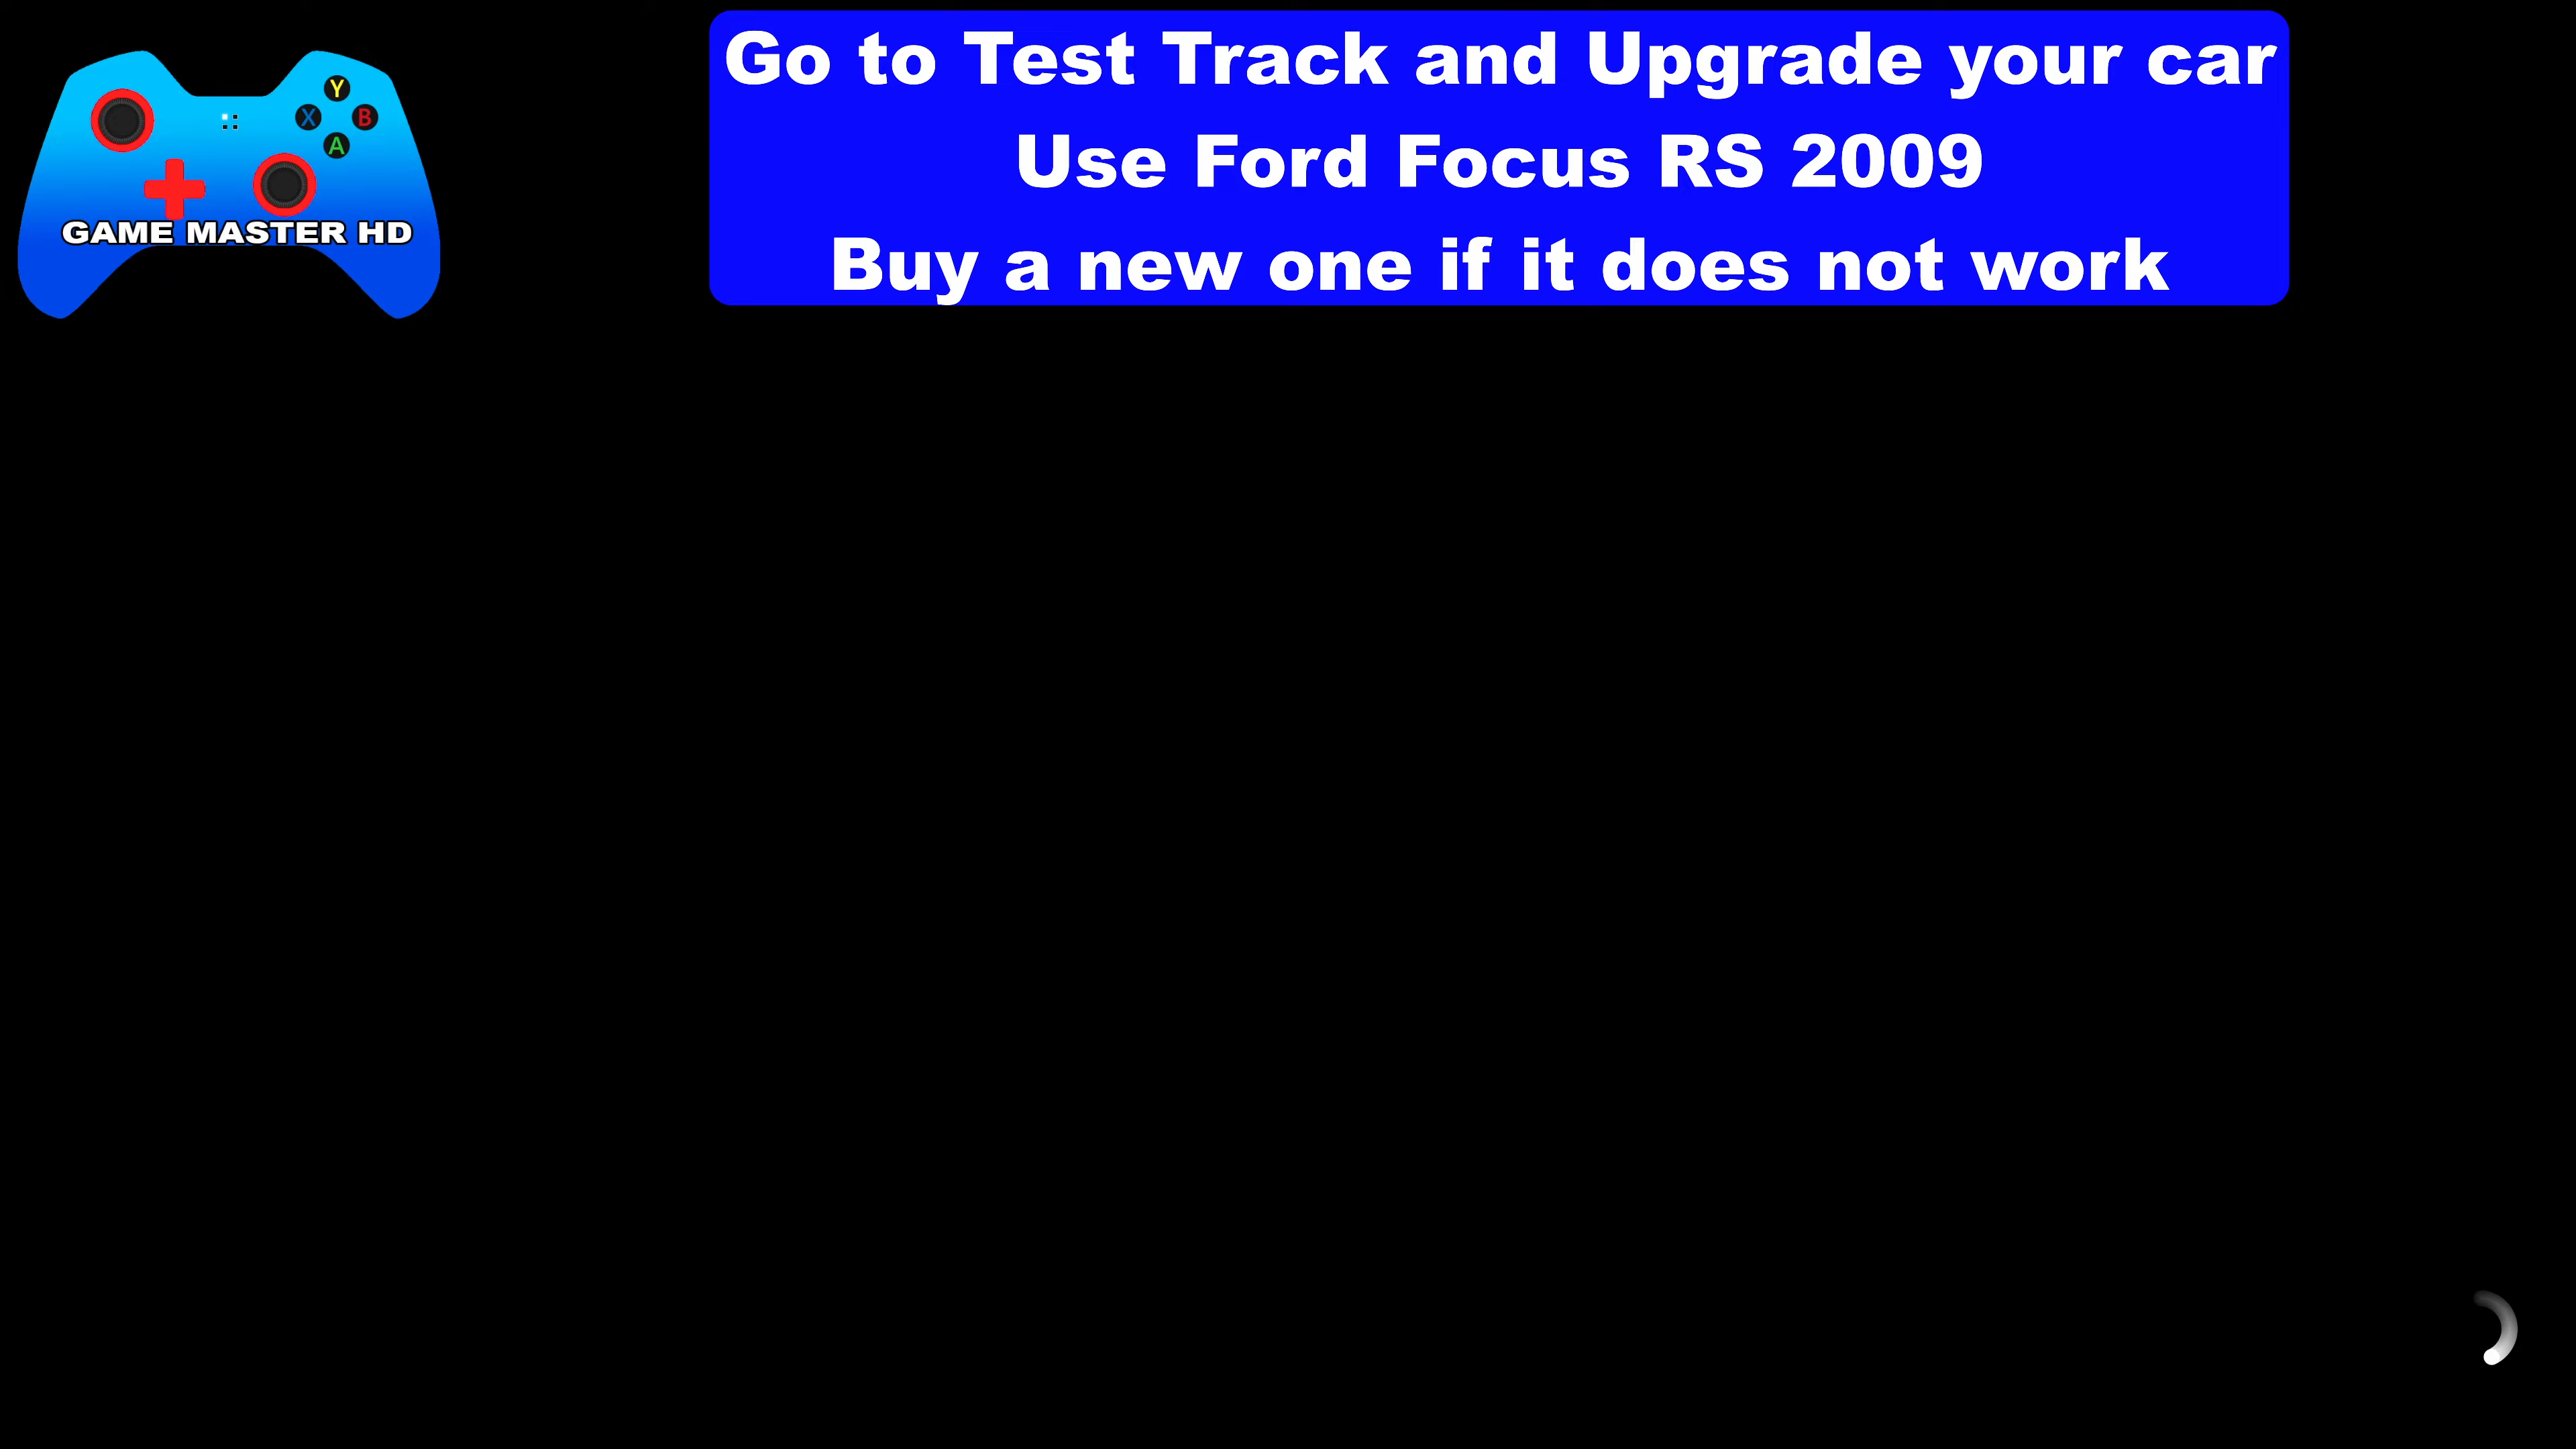 Y
X B
A
GAME MASTER HD
Go to Test Track and Upgrade your car
Use Ford Focus RS 2009
Buy a new one if it does not work